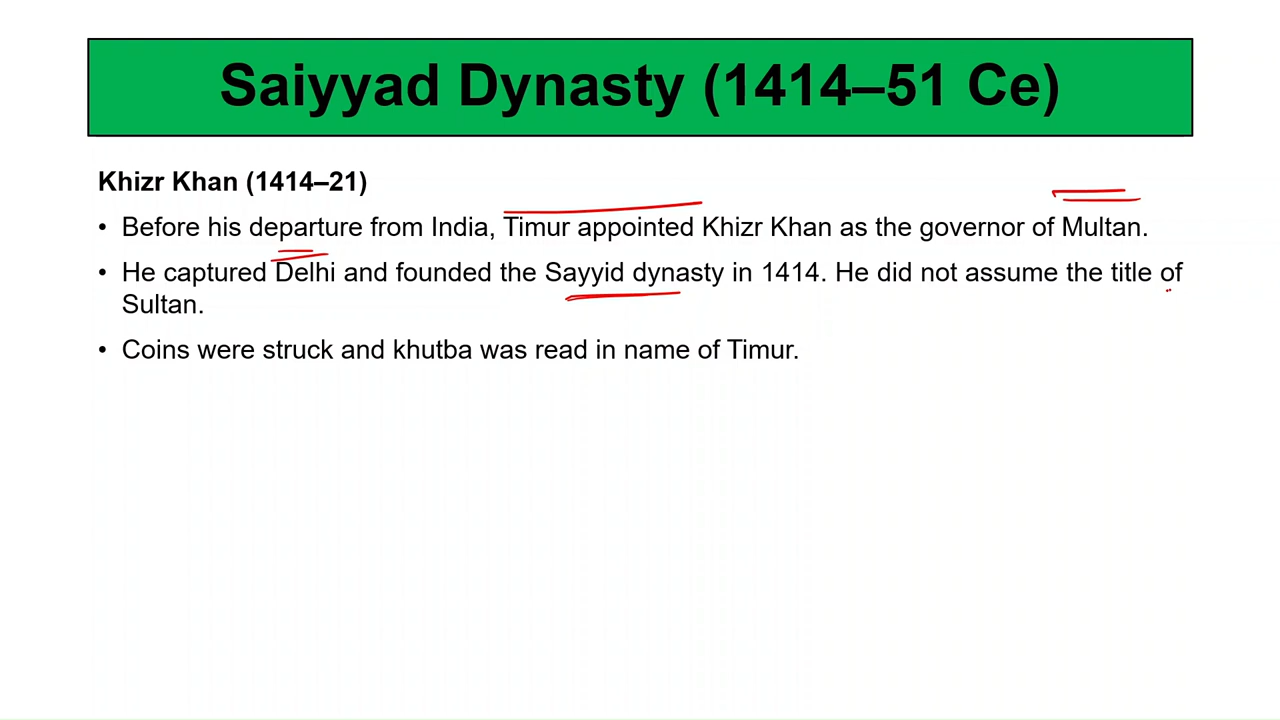 Saiyyad Dynasty (1414–51 Ce)
Khizr Khan (1414–21)
• Before his departure from India, Timur appointed Khizr Khan as the governor of Multan.
• He captured Delhi and founded the Sayyid dynasty in 1414. He did not assume the title of
Sultan.
• Coins were struck and khutba was read in name of Timur.